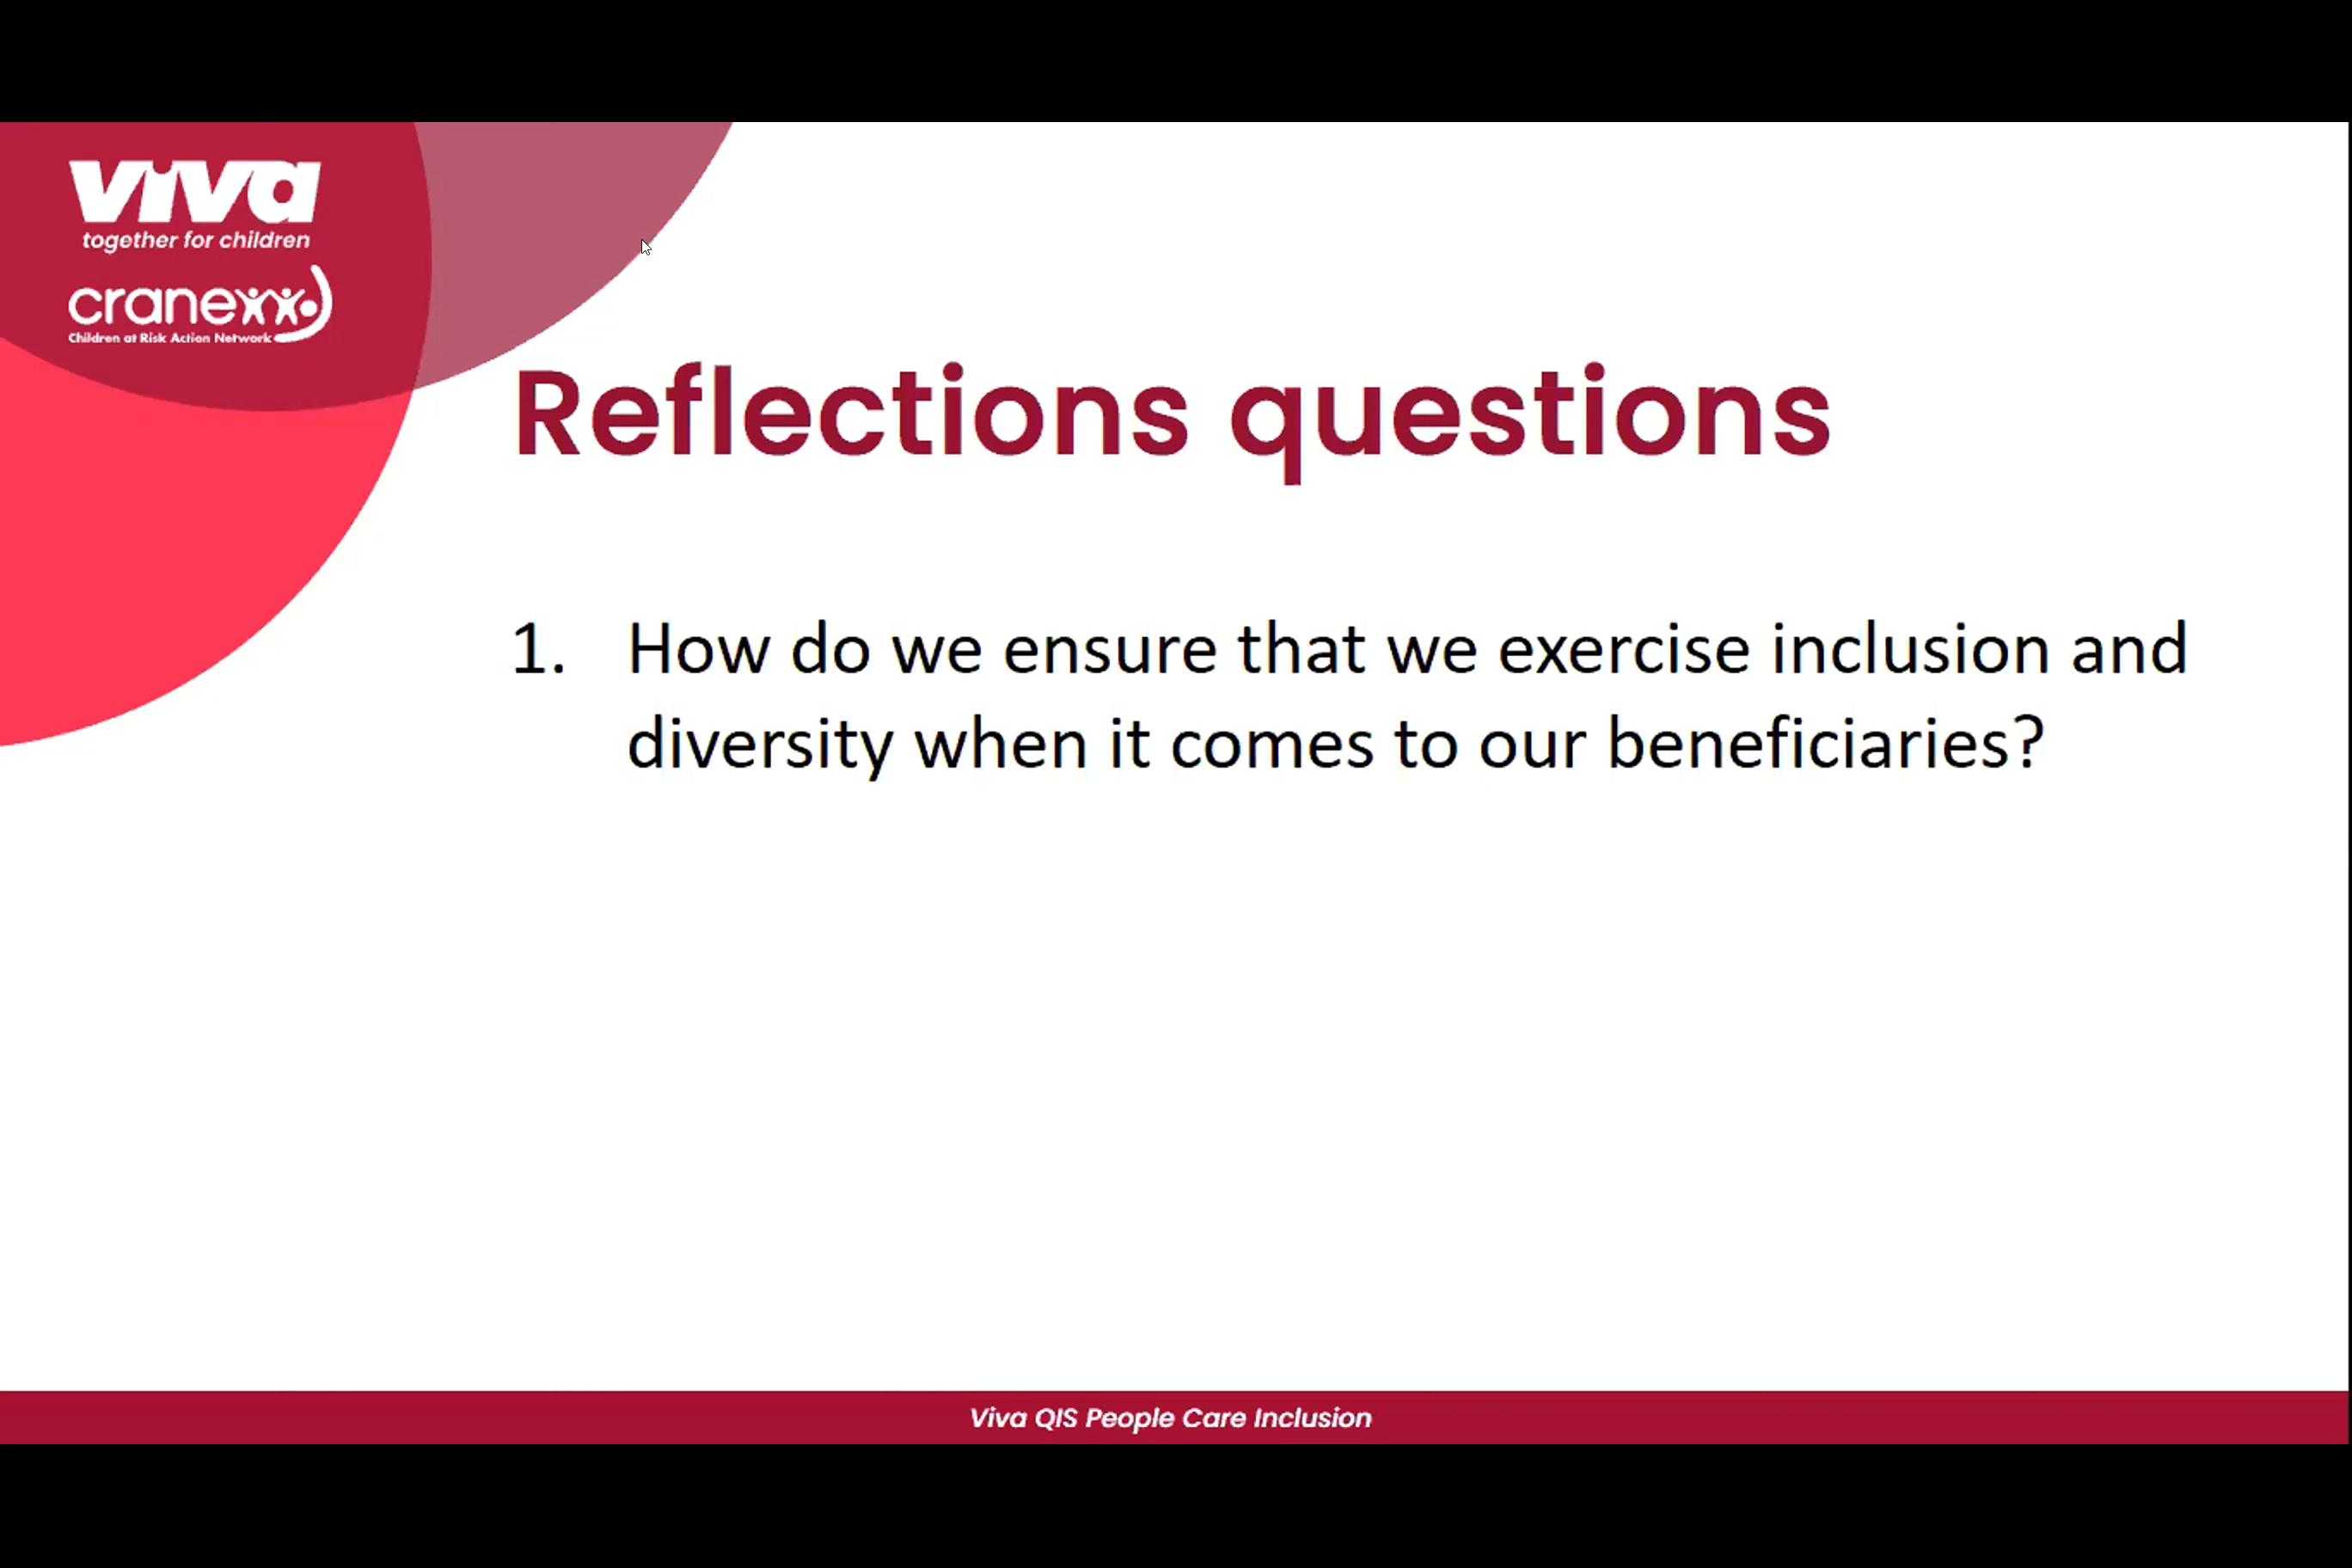 viva
together for children
crane
Children at Risk Action Network
Reflections questions
1. How do we ensure that we exercise inclusion and
diversity when it comes to our beneficiaries?
Viva QIS People Care Inclusion